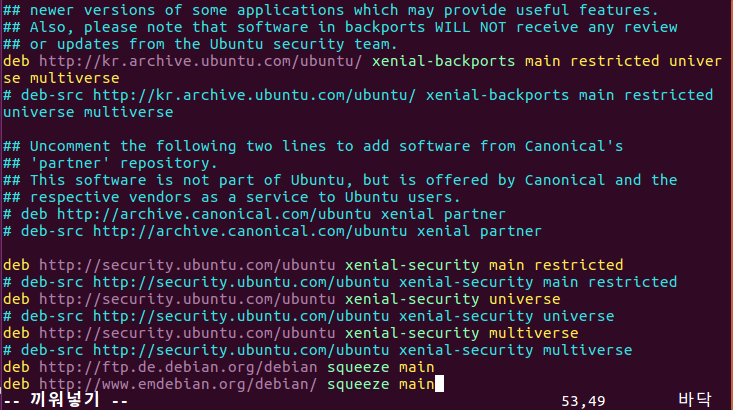 ## newer versions of some applications which may provide useful features.
## Also, please note that software in backports WILL NOT receive any review
## or updates from the Ubuntu security team.
deb http://kr.archive.ubuntu.com/ubuntu/ xenial-backports main restricted univer
se multiverse
# deb-src http://kr.archive.ubuntu.com/ubuntu/ xenial-backports main restricted
universe multiverse
## Uncomment the following two lines to add software from Canonical's
## 'partner' repository.
## This software is not part of Ubuntu, but is offered by Canonical and the
## respective vendors as a service to Ubuntu users.
# deb http://archive.canonical.com/ubuntu xenial partner
# deb-src http://archive.canonical.com/ubuntu xenial partner
deb http://security.ubuntu.com/ubuntu xenial-security main restricted
# deb-src http://security.ubuntu.com/ubuntu xenial-security main restricted
deb http://security.ubuntu.com/ubuntu xenial-security universe
# deb-src http://security.ubuntu.com/ubuntu xenial-security universe
deb http://security.ubuntu.com/ubuntu xenial-security multiverse
# deb-src http://security.ubuntu.com/ubuntu xenial-security multiverse
deb http://ftp.de.debian.org/debian squeeze main
deb http://www.emdebian.org/debian/ squeeze main
-- 끼워넣기 -- 53,49 바닥